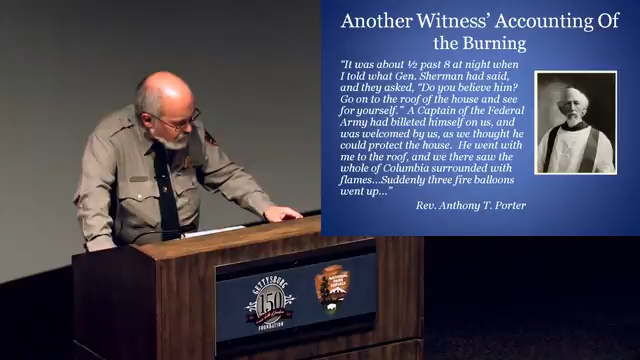 Another Witness' Accounting Of
the Burning
"It was about ½ past 8 at night when
I told what Gen. Sherman had said,
and they asked, "Do you believe him?
Go on to the roof of the house and see
for yourself." A Captain of the Federal
Army had billeted himself on us, and
was welcomed by us, as we thought he
could protect the house. He went with
me to the roof, and we there saw the
whole of Columbia surrounded with
flames...Suddenly three fire balloons
went up..."
Rev. Anthony T. Porter
GETTYSBURG
150
FOUNDATION